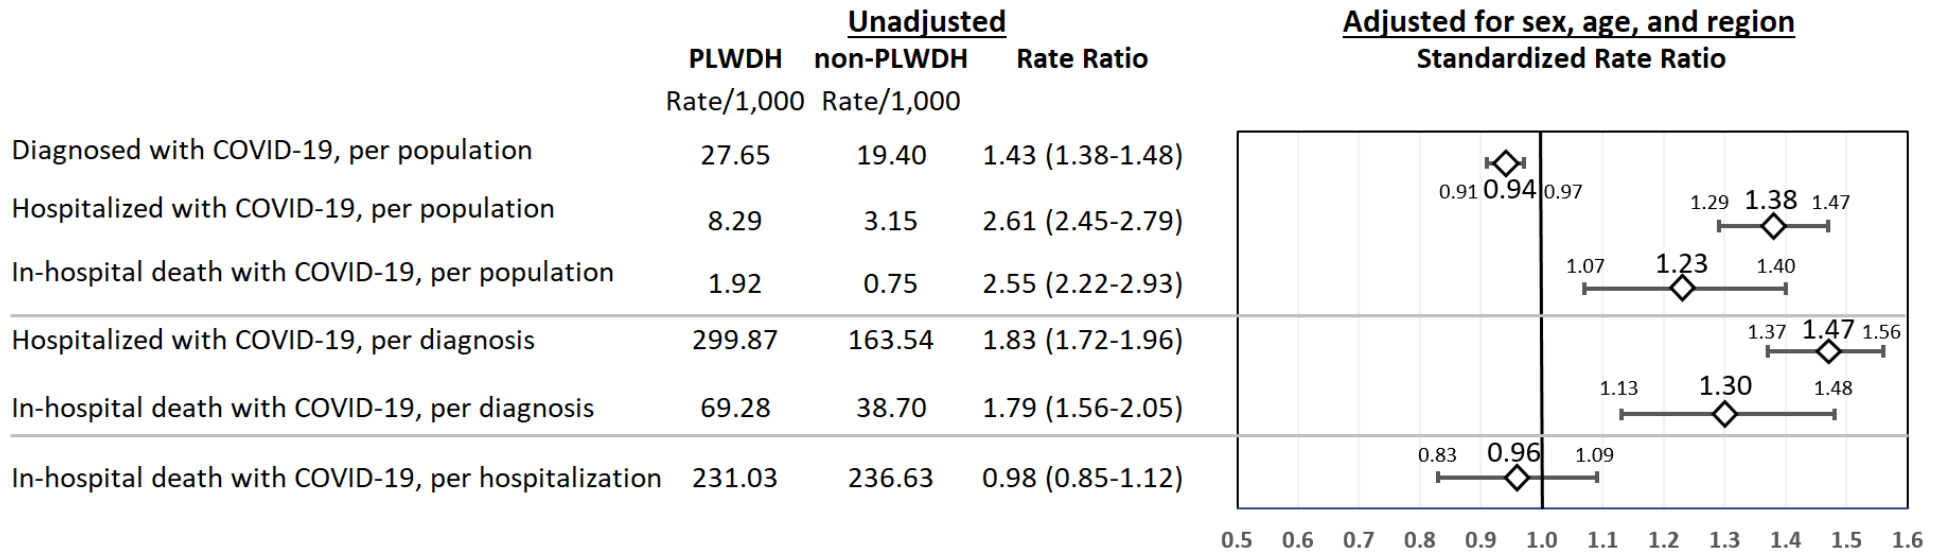 Unadjusted
Adjusted for sex, age, and region
PLWDH non-PLWDH Rate Ratio
Standardized Rate Ratio
Rate/1,000 Rate/1,000
Diagnosed with COVID-19, per population 27.65 19.40 1.43 (1.38-1.48)
0.91 0.94 0.97
Hospitalized with COVID-19, per population 8.29 3.15 2.61 (2.45-2.79)
1.29 1.38 1.47
In-hospital death with COVID-19, per population 1.92 0.75 2.55 (2.22-2.93)
1.07 1.23 1.40
Hospitalized with COVID-19, per diagnosis 299.87 163.54 1.83 (1.72-1.96)
1.37 1.47 1.56
In-hospital death with COVID-19, per diagnosis 69.28 38.70 1.79 (1.56-2.05)
1.13 1.30 1.48
In-hospital death with COVID-19, per hospitalization 231.03 236.63 0.98 (0.85-1.12)
0.83 0.96 1.09
0.5 0.6 0.7 0.8 0.9 1.0 1.1 1.2 1.3 1.4 1.5 1.6